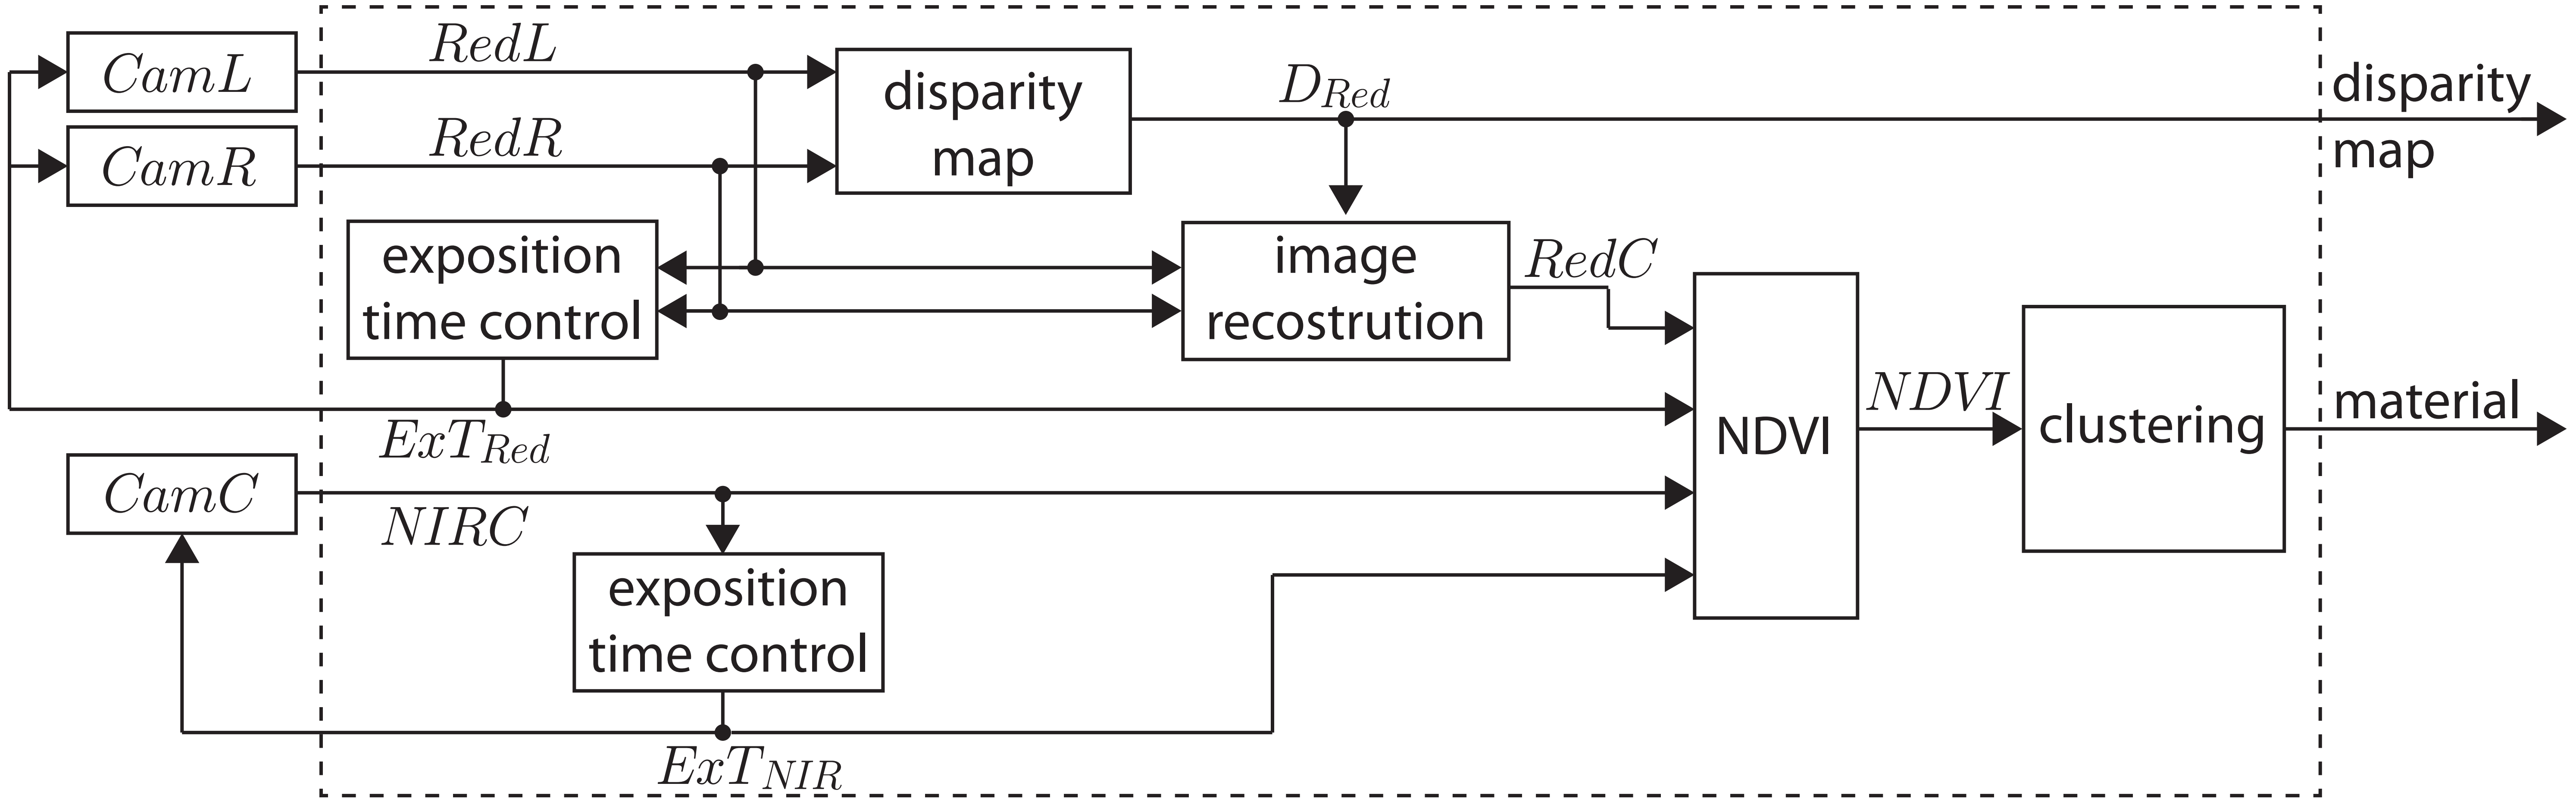 CamL
RedL
disparity
map
D_Red
disparity
map
CamR
RedR
exposition
time control
image
recostrution
RedC
ExT_Red
NDVI
NDVI
clustering
material
CamC
NIRC
exposition
time control
ExT_NIR